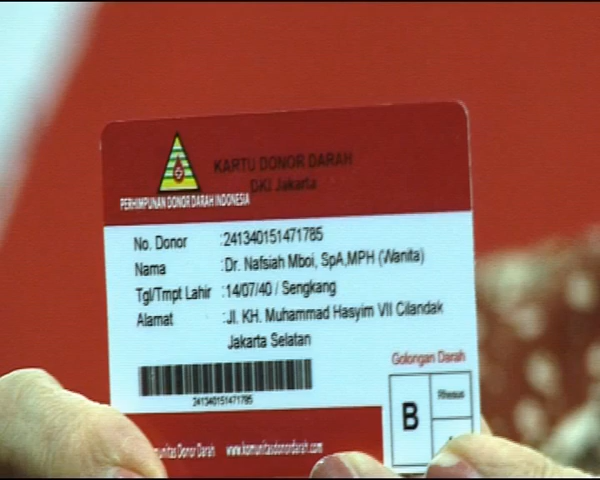 KARTU DONOR DARAH
DKI Jakarta
PERHIMPUNAN DONOR DARAH INDONESIA
No. Donor :241340151471785
Nama :Dr. Nafsiah Mboi, SpA,MPH (Wanita)
Tgl/Tmpt Lahir :14/07/40 / Sengkang
Alamat :Jl. KH. Muhammad Hasyim VII Cilandak
Jakarta Selatan
241340151471785
Golongan Darah
B
Rhesus
Donor Darah www.komunitasdonordarah.com